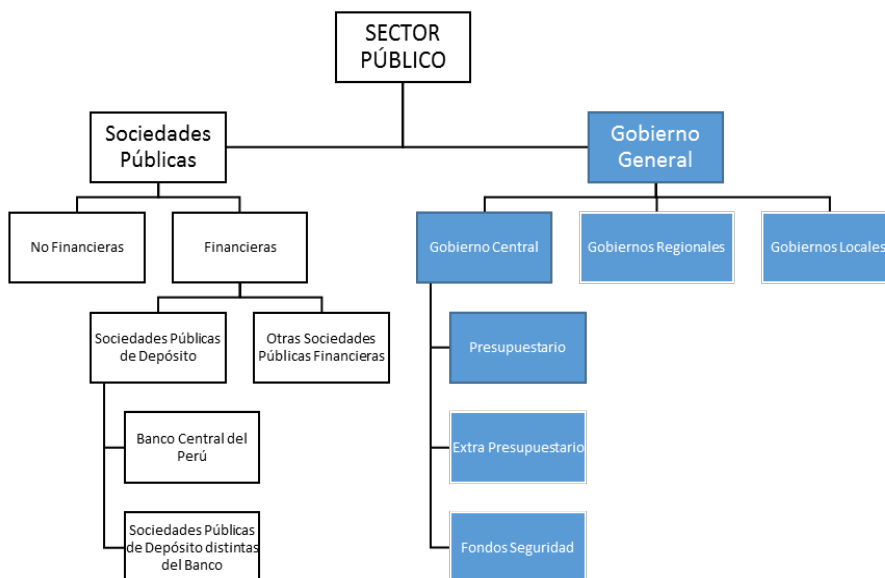 SECTOR
PÚBLICO
Sociedades
Públicas
Gobierno
General
No Financieras
Financieras
Gobierno Central
Gobiernos Regionales
Gobiernos Locales
Sociedades Públicas
de Depósito
Otras Sociedades
Públicas Financieras
Presupuestario
Banco Central del
Perú
Extra Presupuestario
Sociedades Públicas
de Depósito distintas
del Banco
Fondos Seguridad